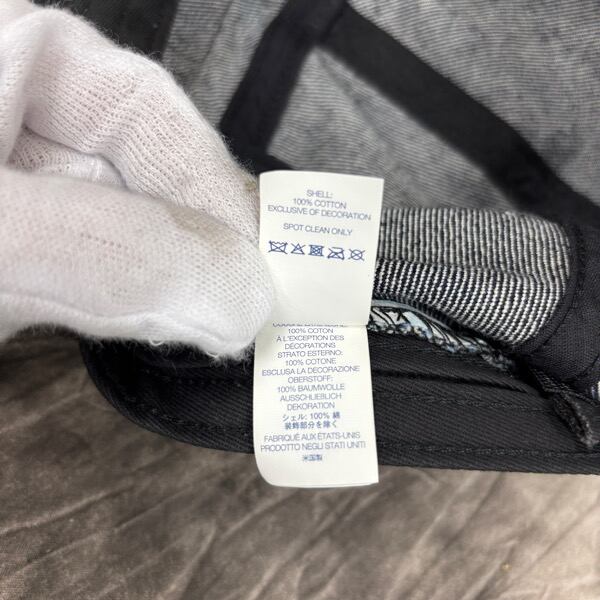 SHELL:
100% COTTON
EXCLUSIVE OF DECORATION
SPOT CLEAN ONLY
100% COTON
À L'EXCEPTION DES
DÉCORATIONS
STRATO ESTERNO:
100% COTONE
ESCLUSA LA DECORAZIONE
OBERSTOFF:
100% BAUMWOLLE
AUSSCHLIEBLICH
DEKORATION
シェル: 100% 綿
装飾部分を除く
FABRIQUÉ AUX ÉTATS-UNIS
PRODOTTO NEGLI STATI UNITI
米国製